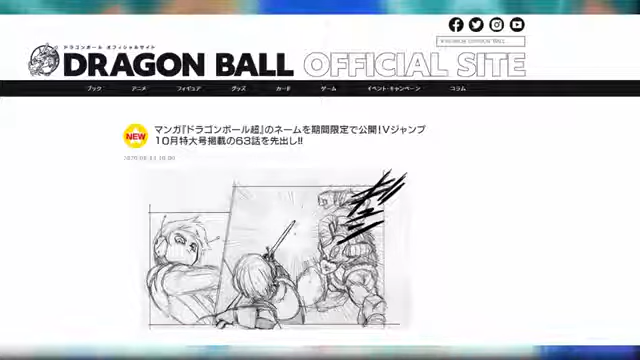 ドラゴンボール オフィシャルサイト
DRAGON BALL OFFICIAL SITE
ブック アニメ フィギュア グッズ カード ゲーム イベント・キャンペーン コラム
NEW
マンガ『ドラゴンボール超』のネームを期間限定で公開!Vジャンプ
10月特大号掲載の63話を先出し!!